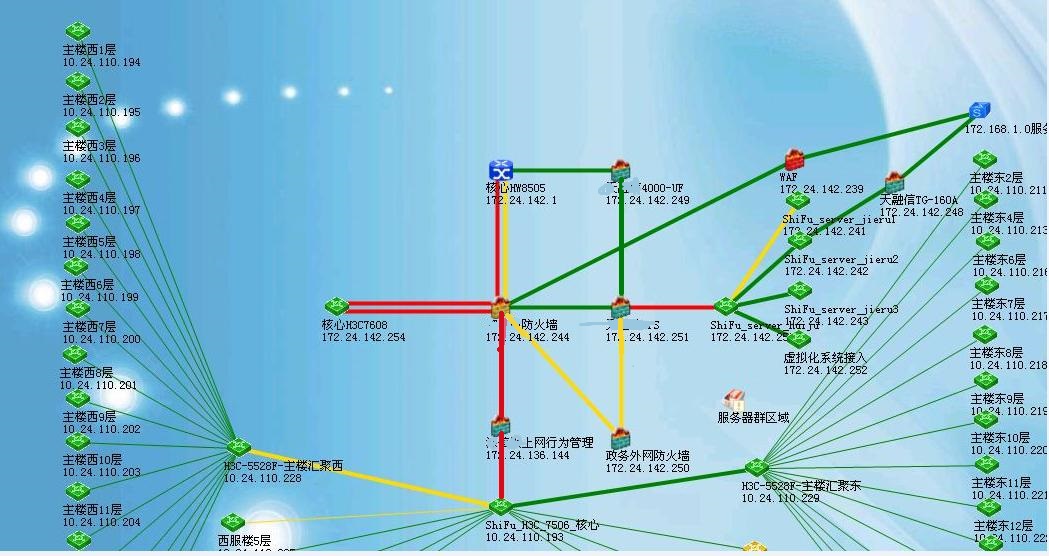 主楼西1层
10.24.110.194
主楼西2层
10.24.110.195
主楼西3层
10.24.110.196
主楼西4层
10.24.110.197
主楼西5层
10.24.110.198
主楼西6层
10.24.110.199
主楼西7层
10.24.110.200
主楼西8层
10.24.110.201
主楼西9层
10.24.110.202
主楼西10层
10.24.110.203
主楼西11层
10.24.110.204
H3C-5528F-主楼汇聚西
10.24.110.228
西服楼5层
核心H3C7608
172.24.142.254
核心HW8505
172.24.142.1
4000-UF
172.24.142.249
防火墙
172.24.142.244
172.24.142.251
上网行为管理
10.24.136.144
政务外网防火墙
172.24.142.250
ShiFu_H3C_7506_核心
10.24.110.193
WAF
172.24.142.239
天融信TG-160A
172.24.142.248
172.168.1.0服务
ShiFu_server_jieru1
172.24.142.241
ShiFu_server_jieru2
172.24.142.242
ShiFu_server_jieru3
172.24.142.243
ShiFu_server_huiju
虚拟化系统接入
172.24.142.252
服务器群区域
H3C-5528F-主楼汇聚东
10.24.110.229
主楼东2层
10.24.110.211
主楼东4层
10.24.110.213
主楼东6层
10.24.110.216
主楼东7层
10.24.110.217
主楼东8层
10.24.110.218
主楼东9层
10.24.110.219
主楼东10层
10.24.110.220
主楼东11层
10.24.110.221
主楼东12层
10.24.110.222